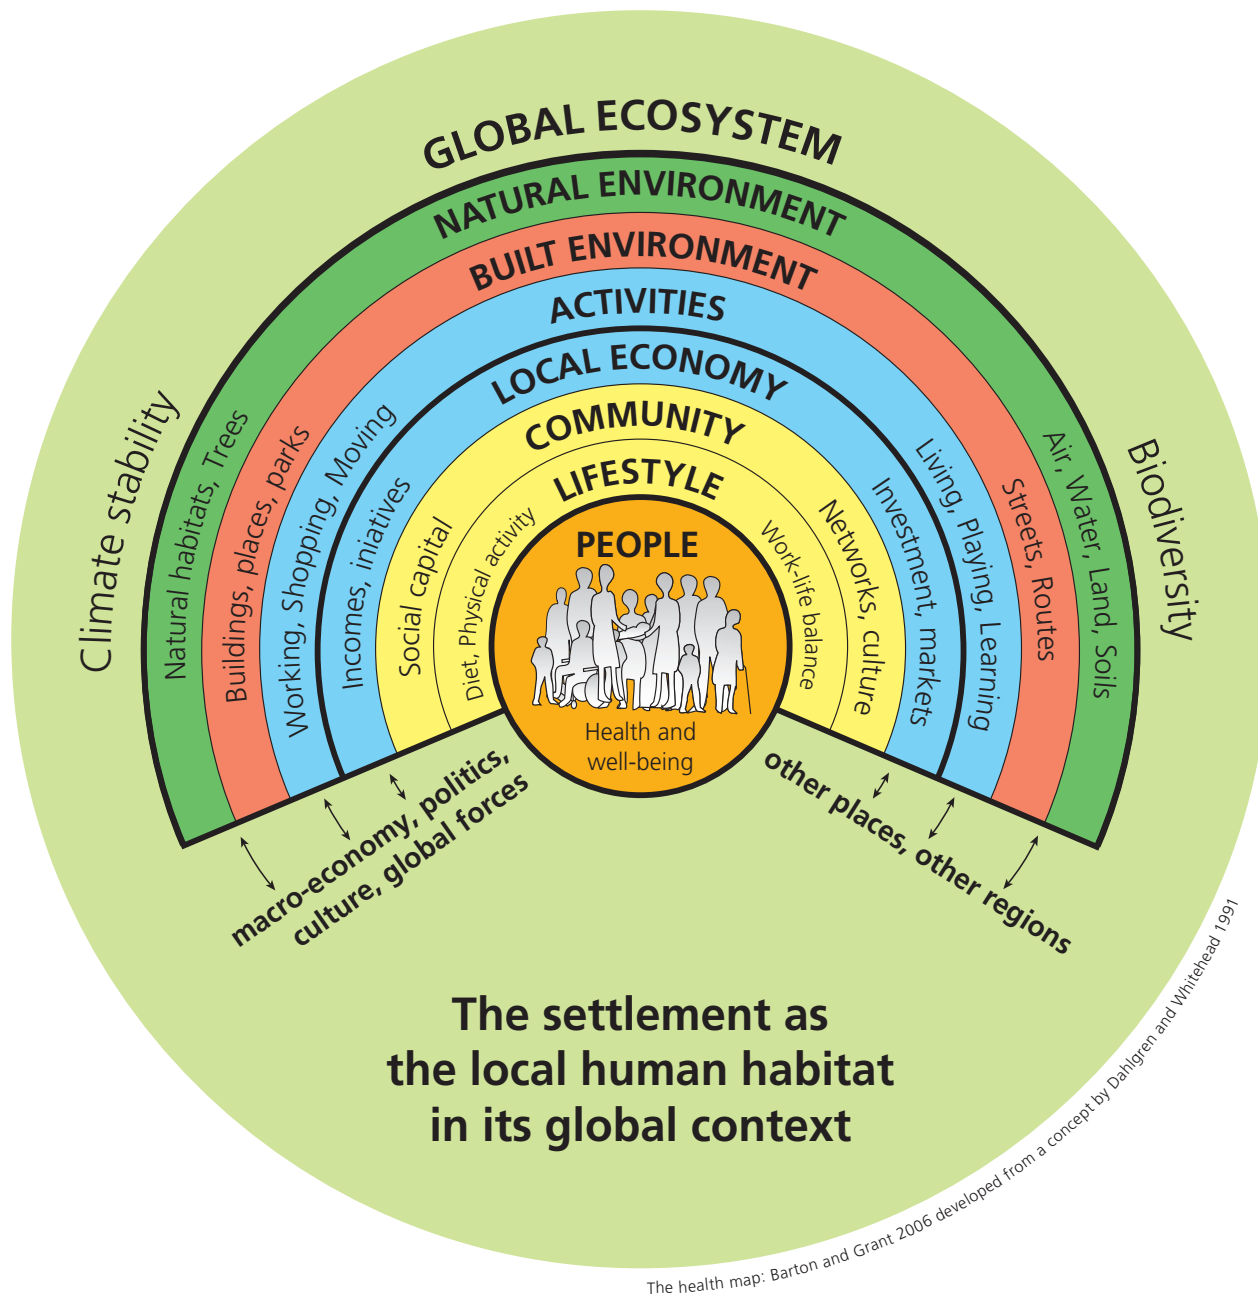 GLOBAL ECOSYSTEM
NATURAL ENVIRONMENT
BUILT ENVIRONMENT
ACTIVITIES
LOCAL ECONOMY
COMMUNITY
LIFESTYLE
PEOPLE
Health and
well-being
Climate stability
Natural habitats, Trees
Buildings, places, parks
Working, Shopping, Moving
Incomes, iniatives
Social capital
Diet, Physical activity
Work-life balance
Networks, culture
Investment, markets
Living, Playing, Learning
Streets, Routes
Air, Water, Land, Soils
Biodiversity
macro-economy, politics,
culture, global forces
other places, other regions
The settlement as
the local human habitat
in its global context
The health map: Barton and Grant 2006 developed from a concept by Dahlgren and Whitehead 1991